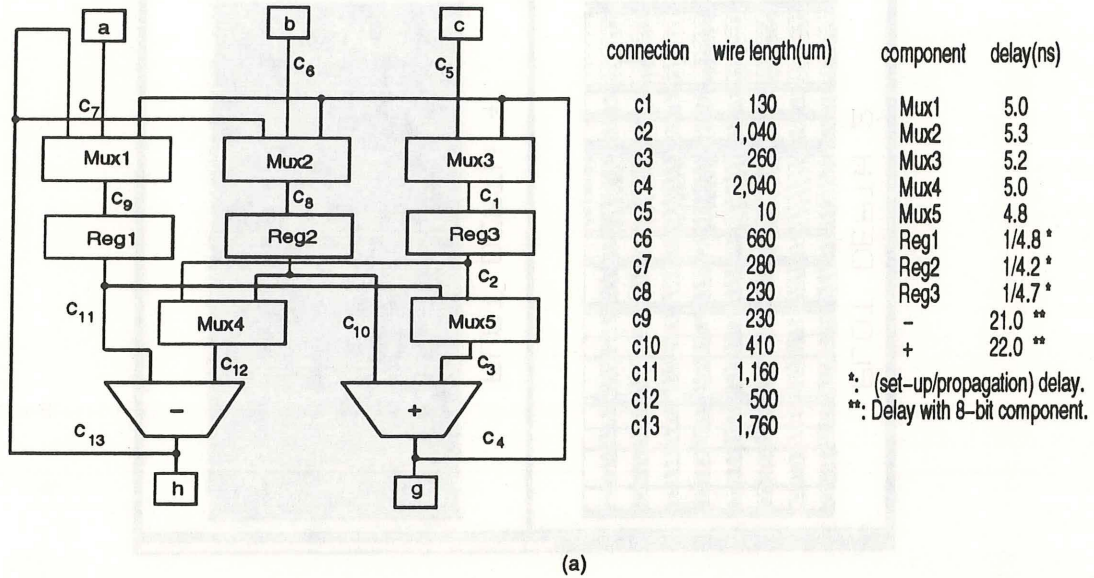 a
b
c
C7
C6
C5
Mux1
Mux2
Mux3
C9
C8
C1
Reg1
Reg2
Reg3
C2
C11
Mux4
C10
Mux5
C12
C3
–
+
C13
C4
h
g
connection wire length(um)
c1 130
c2 1,040
c3 260
c4 2,040
c5 10
c6 660
c7 280
c8 230
c9 230
c10 410
c11 1,160
c12 500
c13 1,760
component delay(ns)
Mux1 5.0
Mux2 5.3
Mux3 5.2
Mux4 5.0
Mux5 4.8
Reg1 1/4.8 *
Reg2 1/4.2 *
Reg3 1/4.7 *
– 21.0 **
+ 22.0 **
*: (set–up/propagation) delay.
**: Delay with 8–bit component.
(a)